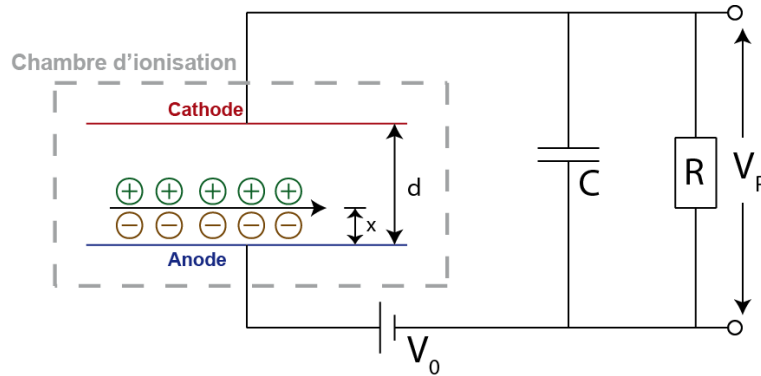 Chambre d'ionisation
Cathode
+ + + + +
d
− − − − −
x
Anode
C
R
V
V₀